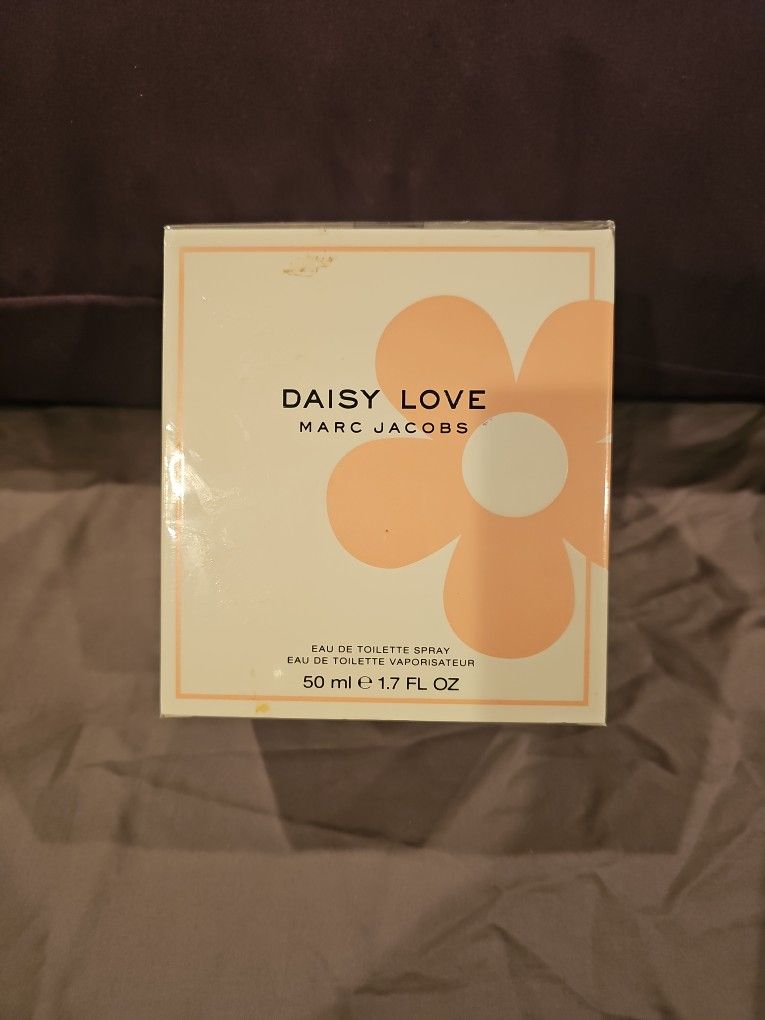 DAISY LOVE
MARC JACOBS
EAU DE TOILETTE SPRAY
EAU DE TOILETTE VAPORISATEUR
50 ml ℮ 1.7 FL OZ